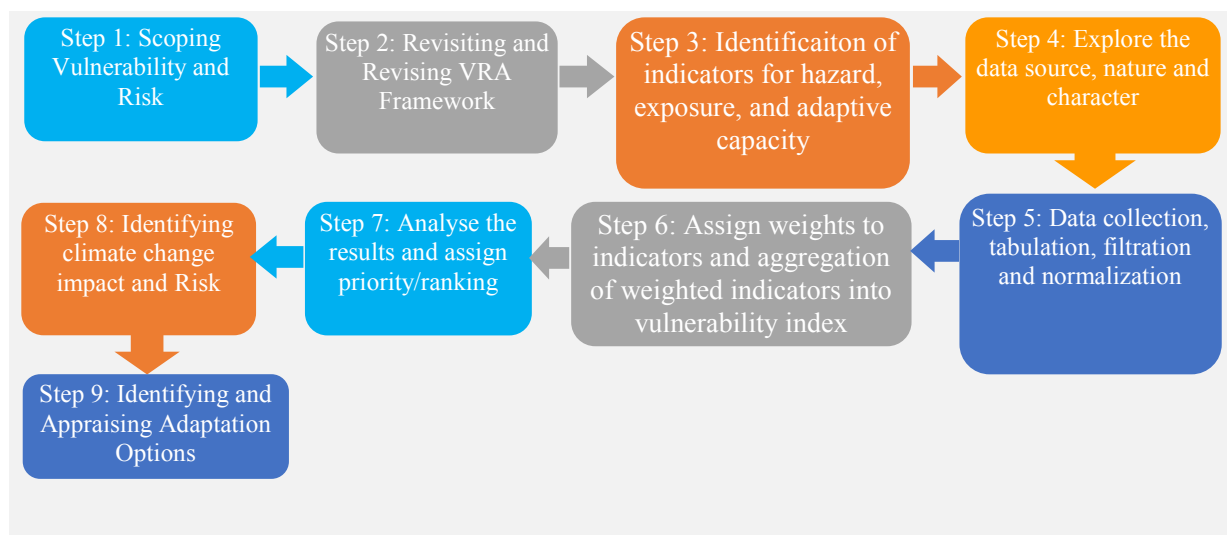 Step 1: Scoping
Vulnerability and
Risk
Step 2: Revisiting and
Revising VRA
Framework
Step 3: Identificaiton of
indicators for hazard,
exposure, and adaptive
capacity
Step 4: Explore the
data source, nature and
character
Step 5: Data collection,
tabulation, filtration
and normalization
Step 6: Assign weights to
indicators and aggregation
of weighted indicators into
vulnerability index
Step 7: Analyse the
results and assign
priority/ranking
Step 8: Identifying
climate change
impact and Risk
Step 9: Identifying and
Appraising Adaptation
Options